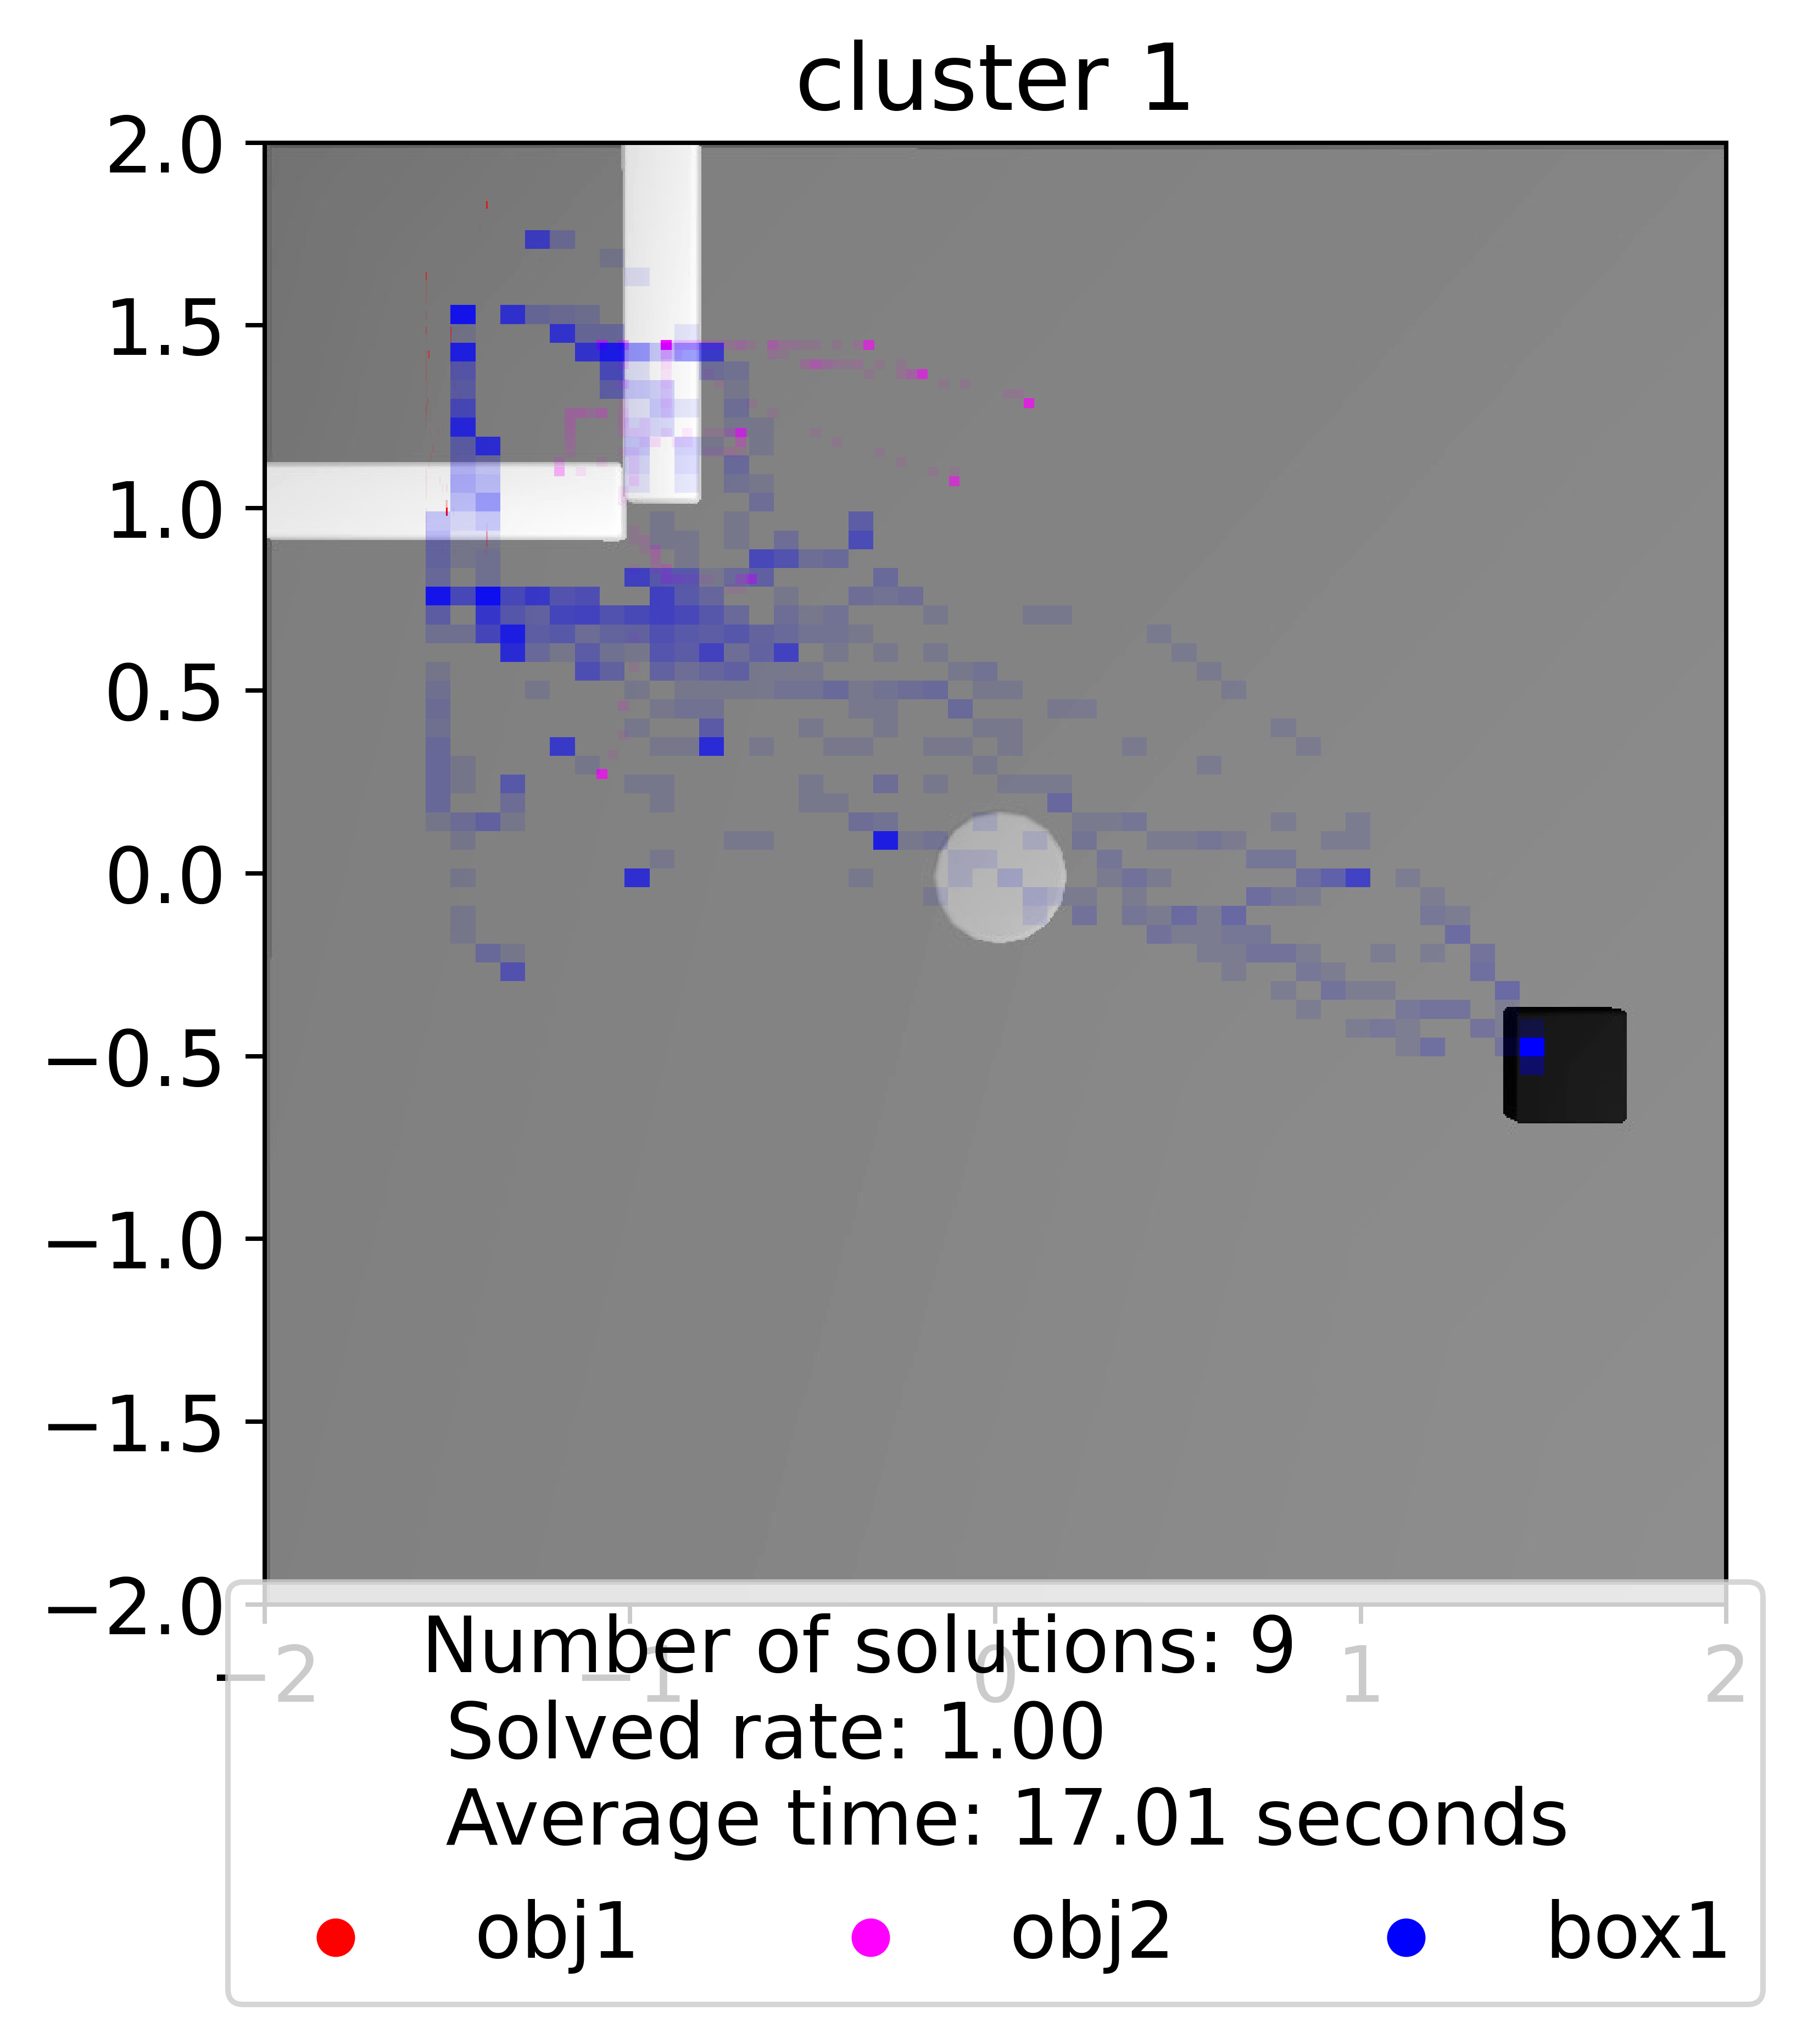 cluster 1
2.0
1.5
1.0
0.5
0.0
−0.5
−1.0
−1.5
−2.0
−2 −1 0 1 2
Number of solutions: 9
Solved rate: 1.00
Average time: 17.01 seconds
obj1 obj2 box1